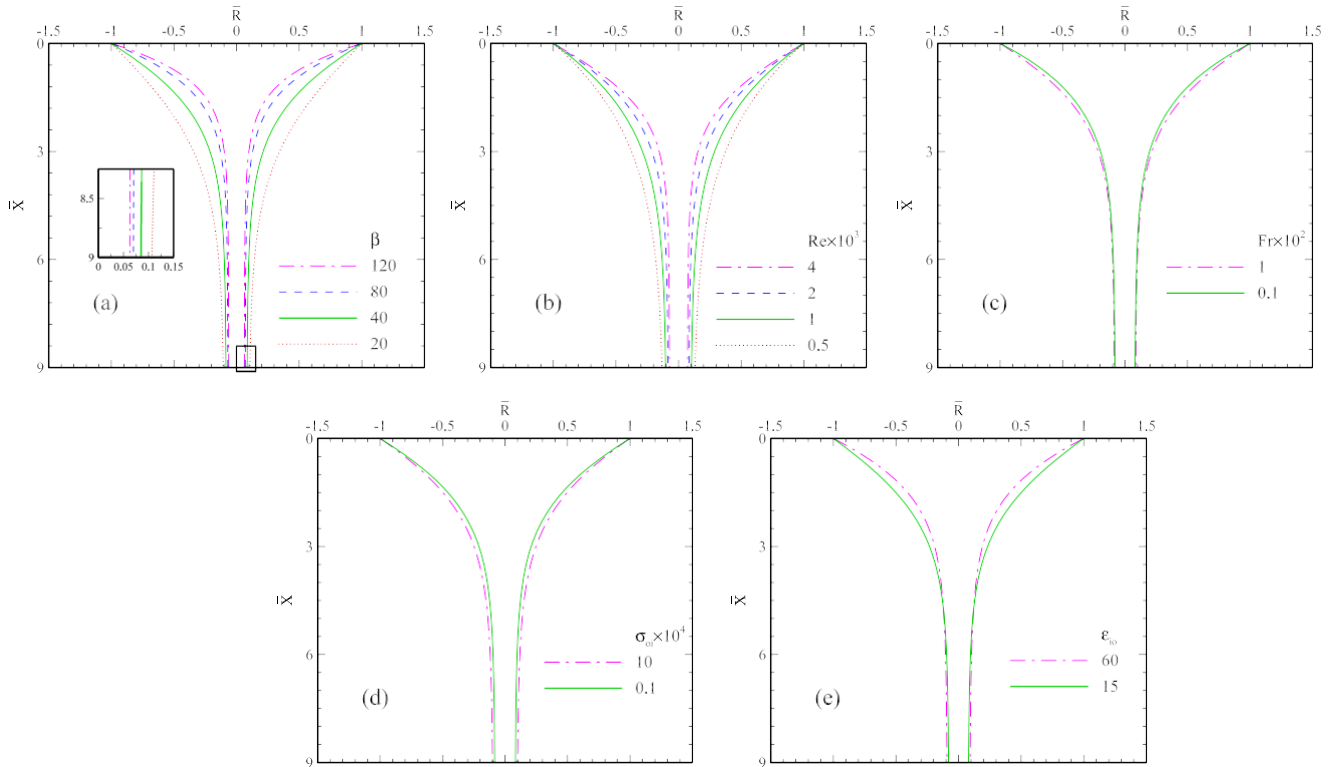 R̅
-1.5 -1 -0.5 0 0.5 1 1.5
0
3
6
9
X̅
8.5
9
0 0.05 0.1 0.15
β
120
80
40
20
(a)
R̅
-1.5 -1 -0.5 0 0.5 1 1.5
0
3
6
9
X̅
Re×10³
4
2
1
0.5
(b)
R̅
-1.5 -1 -0.5 0 0.5 1 1.5
0
3
6
9
X̅
Fr×10²
1
0.1
(c)
R̅
-1.5 -1 -0.5 0 0.5 1 1.5
0
3
6
9
X̅
σₒᵢ×10⁴
10
0.1
(d)
R̅
-1.5 -1 -0.5 0 0.5 1 1.5
0
3
6
9
X̅
εᵢₒ
60
15
(e)